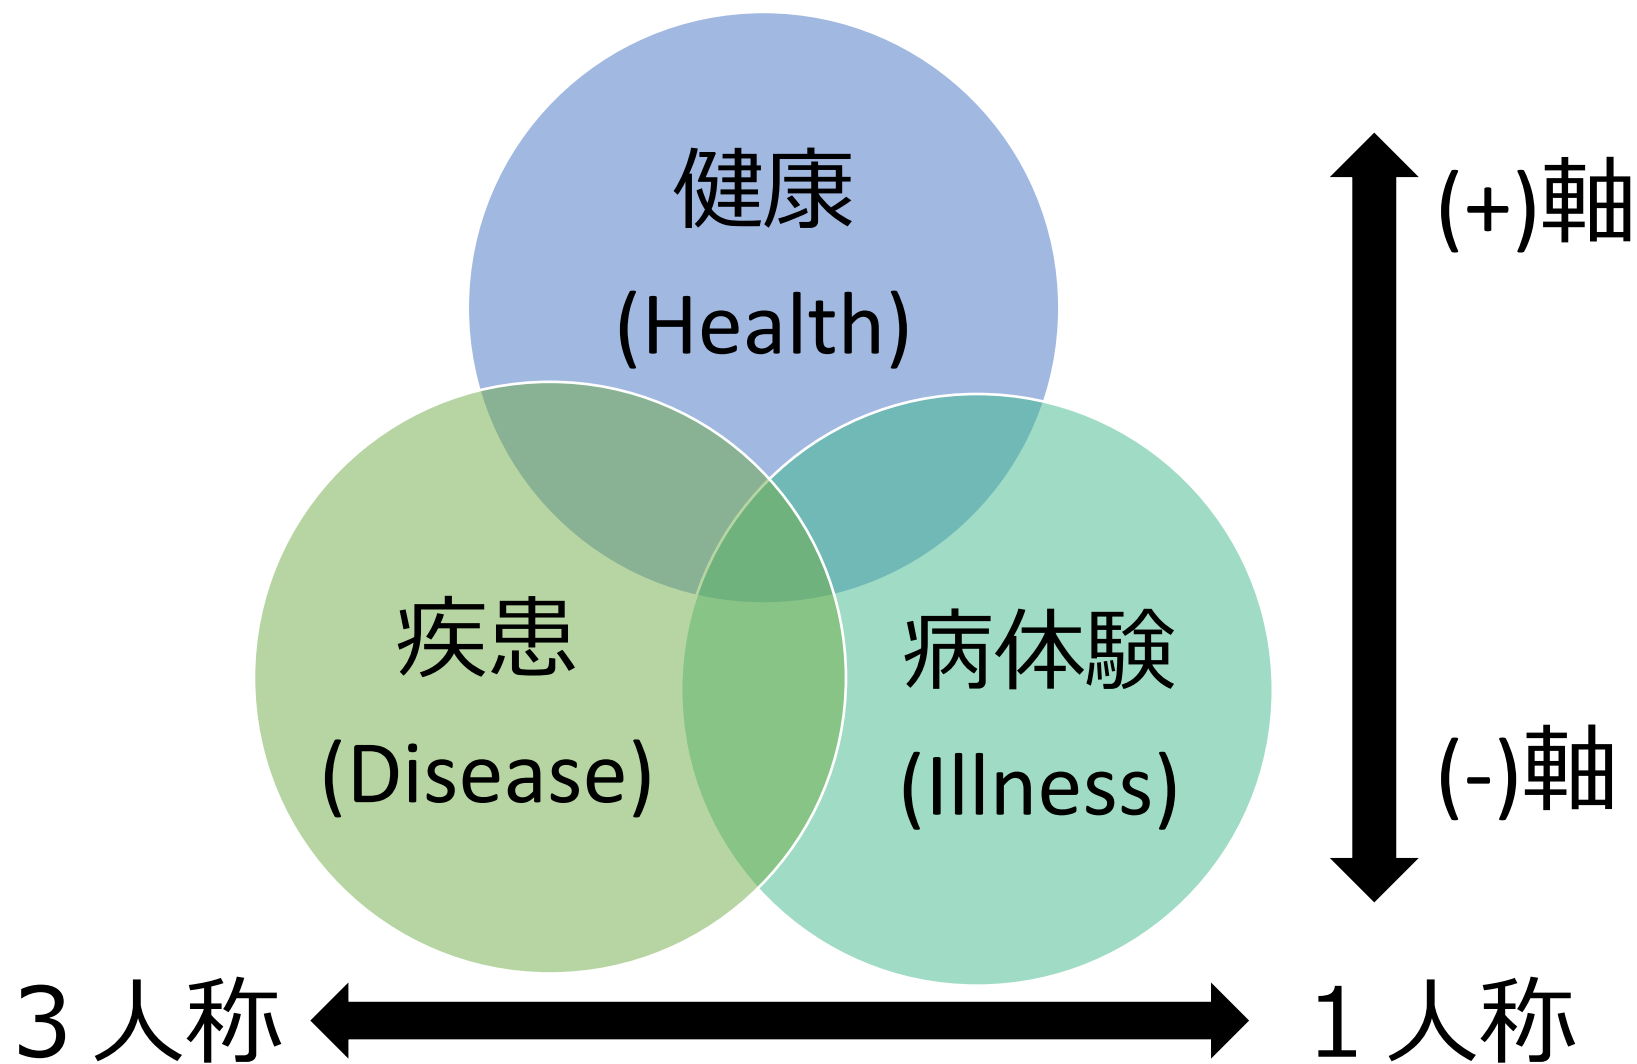 健康
(Health)
(+)軸
疾患
(Disease)
病体験
(Illness)
(-)軸
３人称
１人称